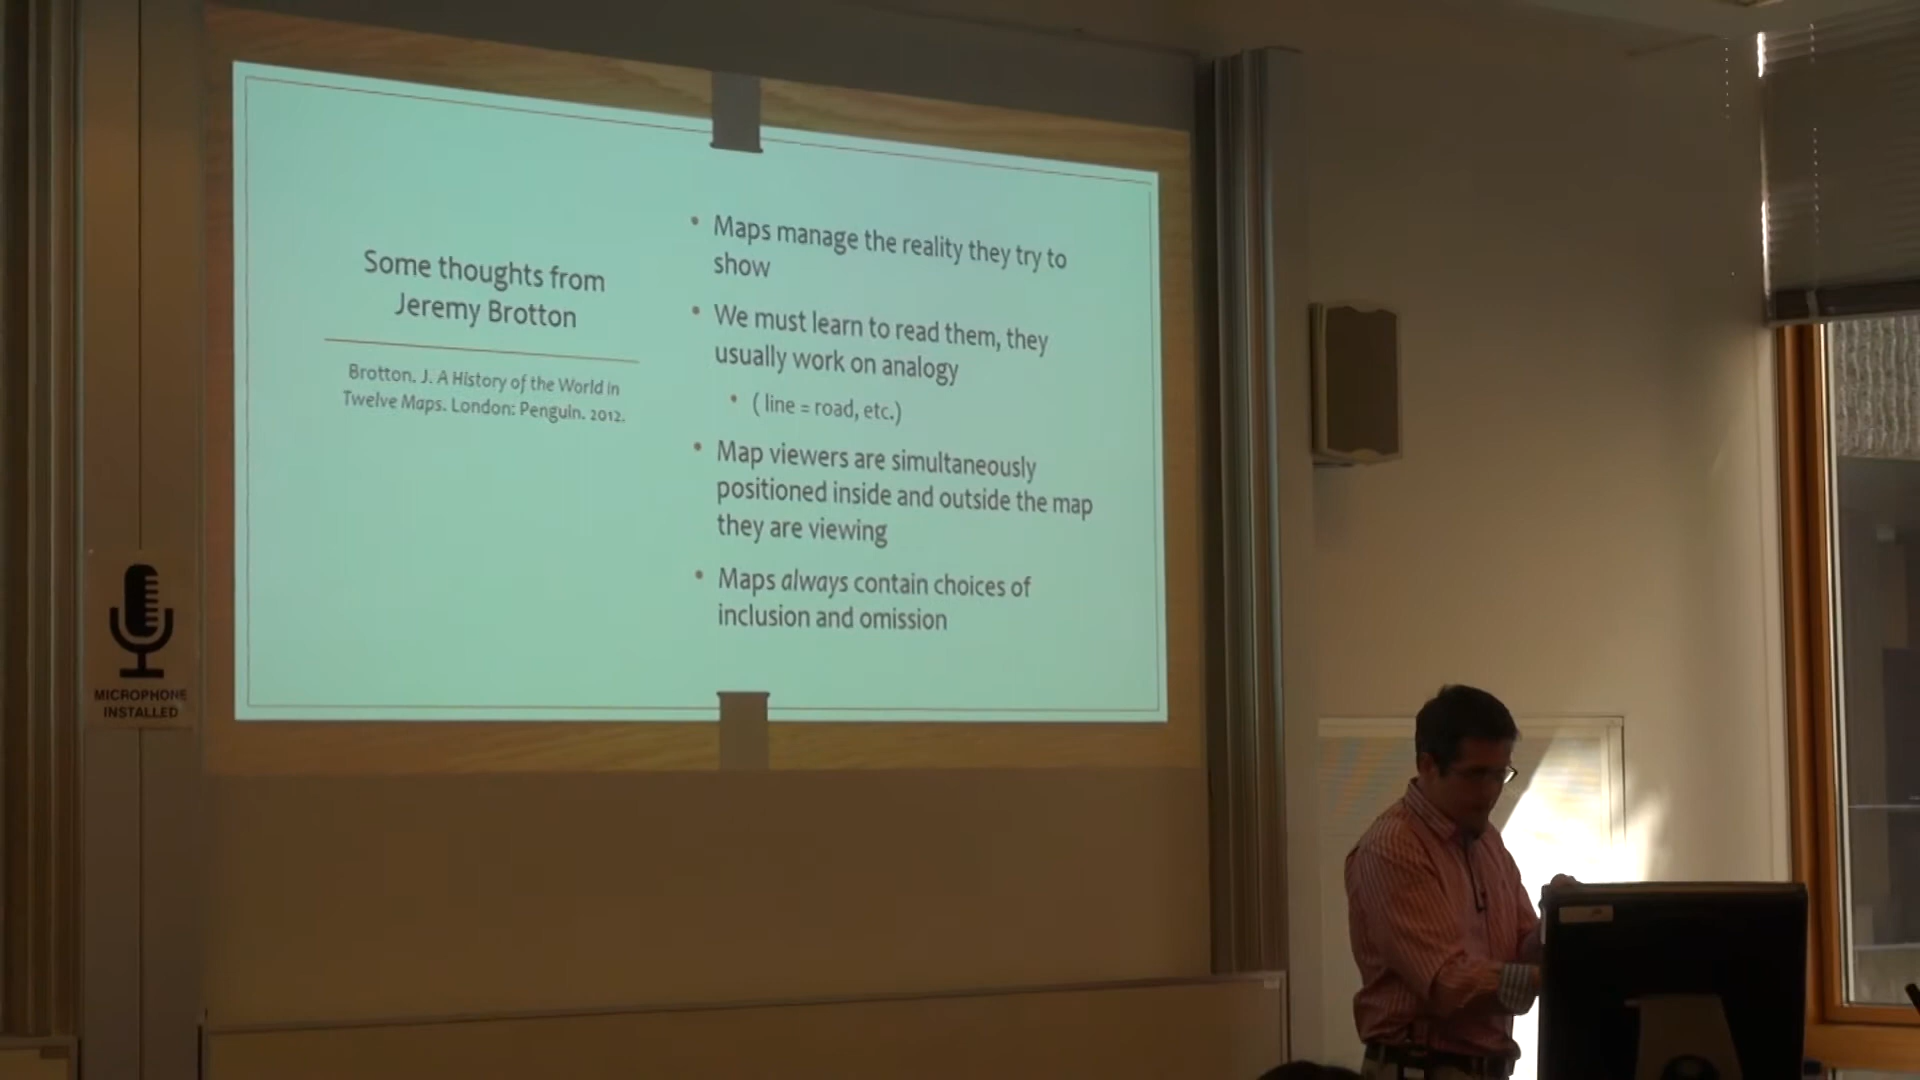 Some thoughts from
Jeremy Brotton
Brotton. J. A History of the World in
Twelve Maps. London: Penguin. 2012.
• Maps manage the reality they try to
show
• We must learn to read them, they
usually work on analogy
• ( line = road, etc.)
• Map viewers are simultaneously
positioned inside and outside the map
they are viewing
• Maps always contain choices of
inclusion and omission
MICROPHONE
INSTALLED